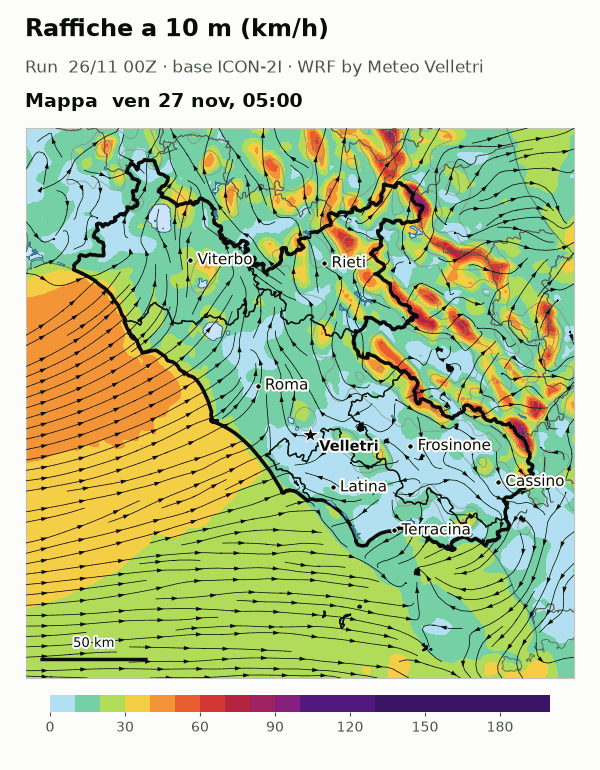 Raffiche a 10 m (km/h)
Run  26/11 00Z · base ICON-2I · WRF by Meteo Velletri
Mappa  ven 27 nov, 05:00
Viterbo
Rieti
Roma
Velletri
Frosinone
Cassino
Latina
Terracina
50 km
0 30 60 90 120 150 180